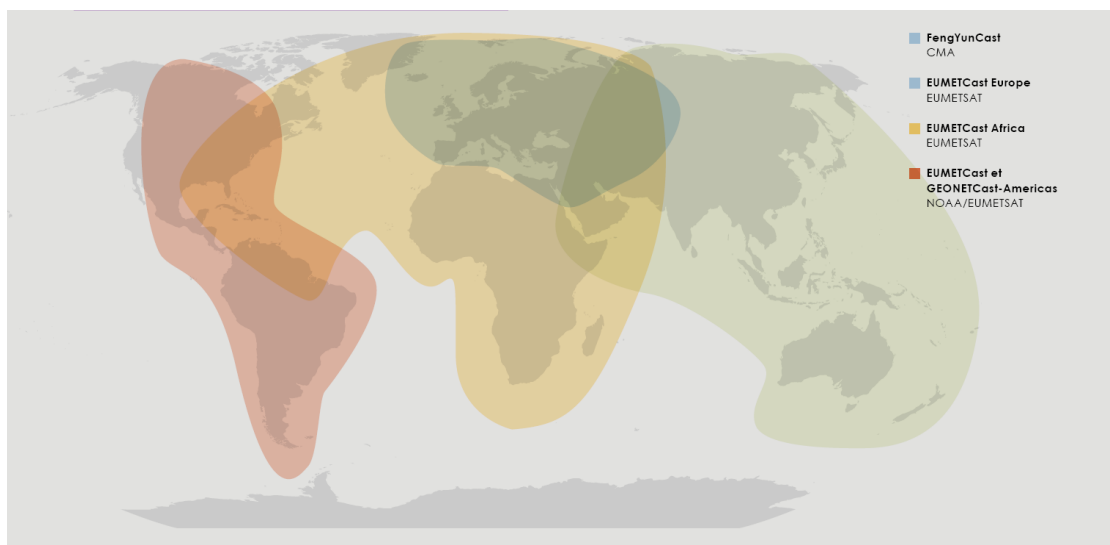 FengYunCast
CMA
EUMETCast Europe
EUMETSAT
EUMETCast Africa
EUMETSAT
EUMETCast et
GEONETCast-Americas
NOAA/EUMETSAT